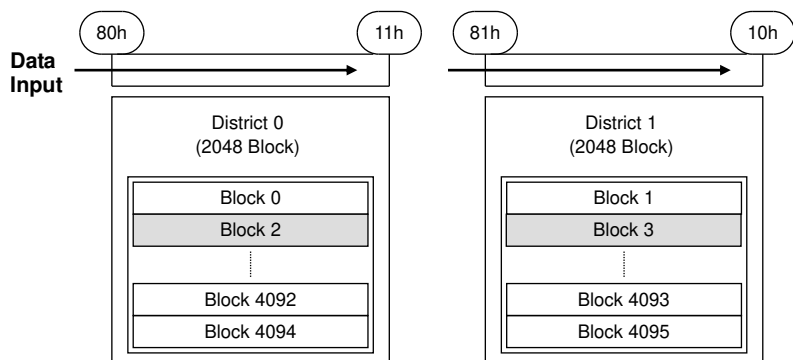 80h
11h
81h
10h
Data
Input
District 0
(2048 Block)
Block 0
Block 2
Block 4092
Block 4094
District 1
(2048 Block)
Block 1
Block 3
Block 4093
Block 4095